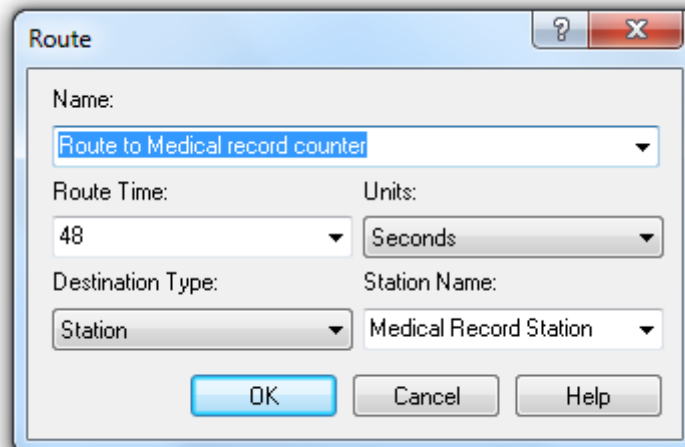 Route
Name:
Route to Medical record counter
Route Time: Units:
48 Seconds
Destination Type: Station Name:
Station Medical Record Station
OK Cancel Help